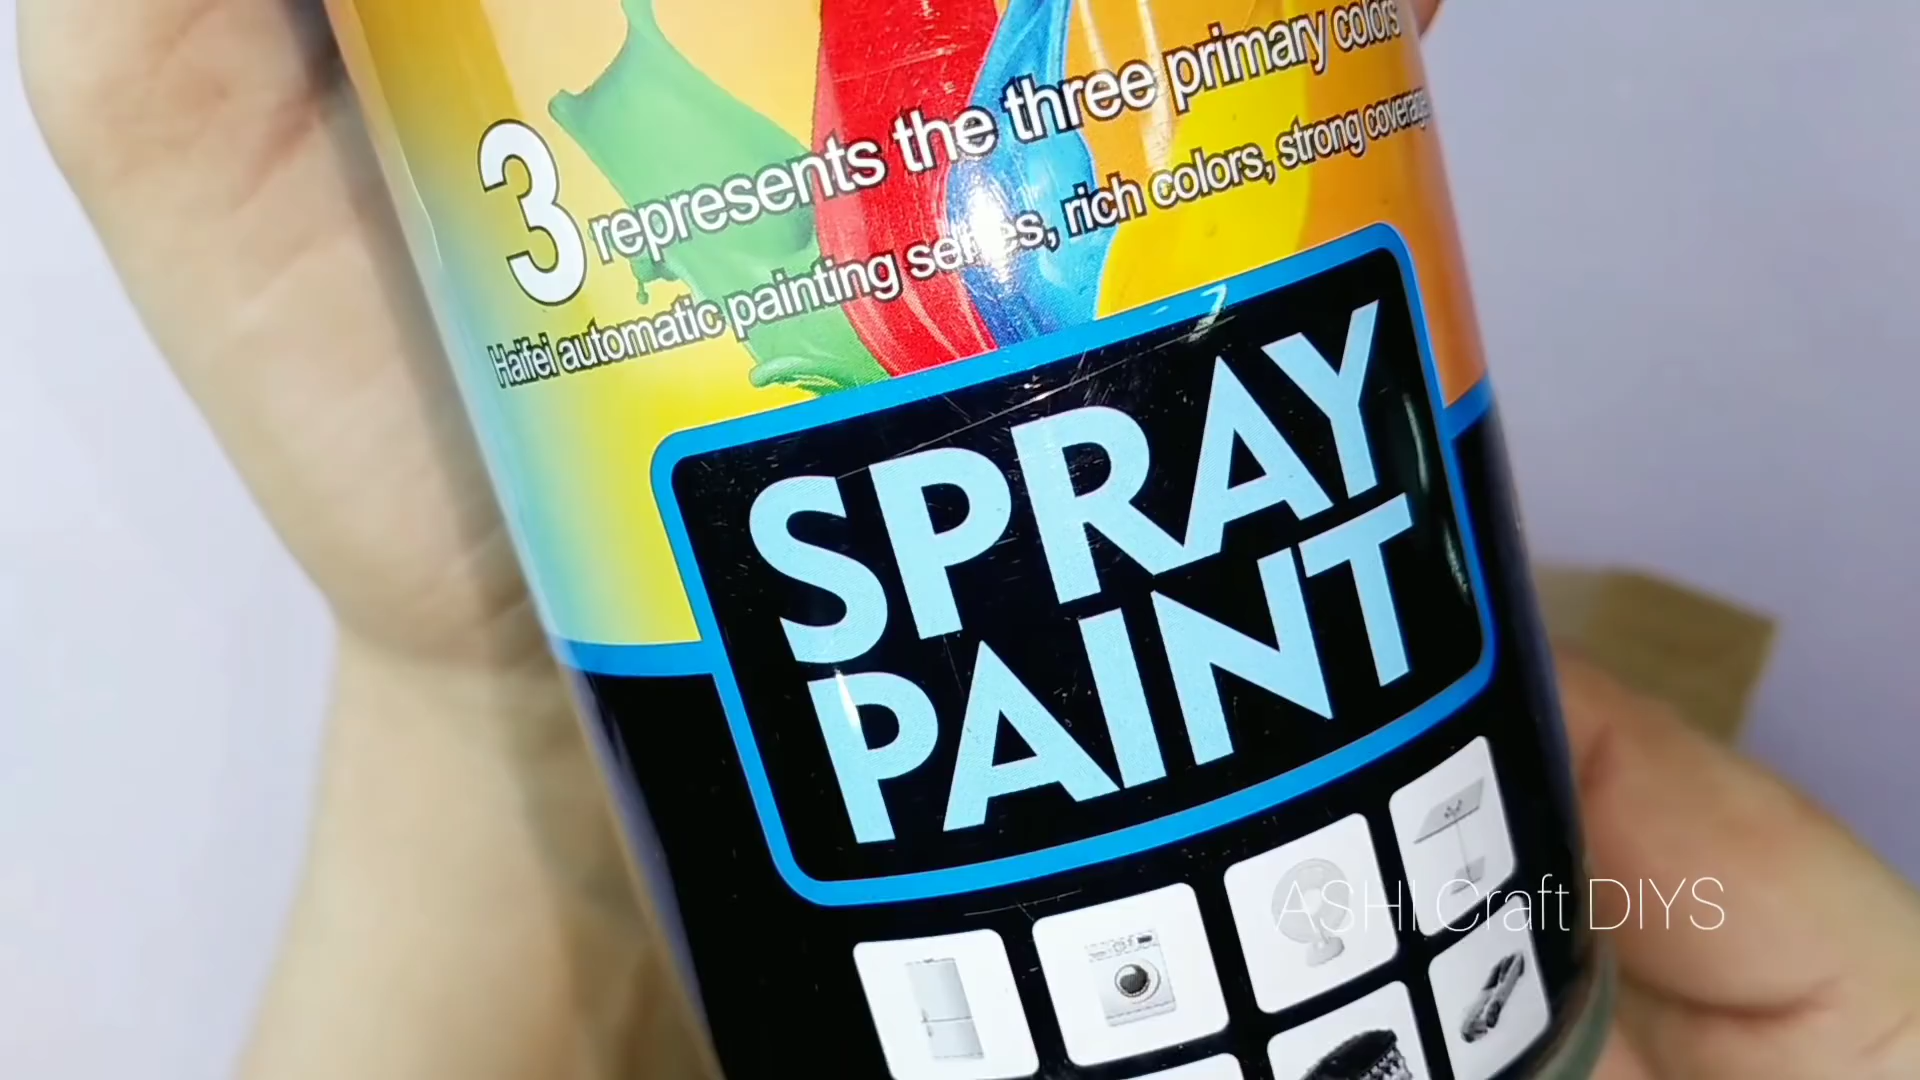 3 represents the three primary colors
Haifei automatic painting series, rich colors, strong coverage
SPRAY
PAINT
ASHI Craft DIYS